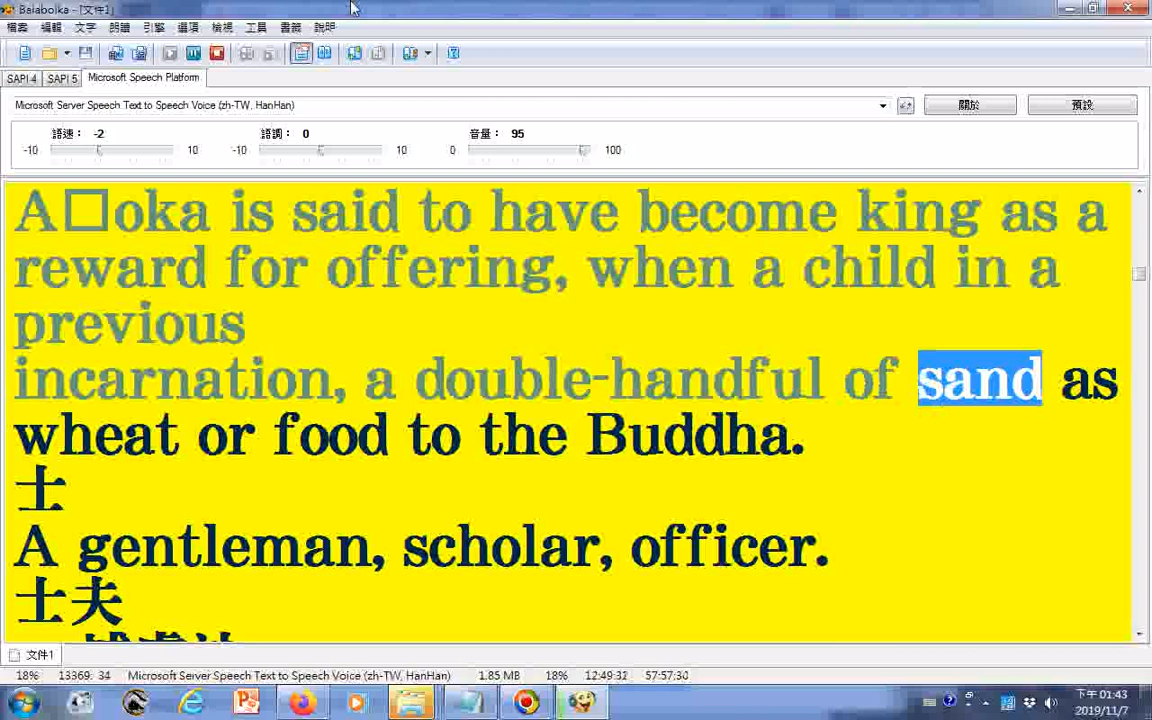 Balabolka - [文件1]
檔案 編輯 文字 朗讀 引擎 選項 檢視 工具 書籤 說明
SAPI 4 SAPI 5 Microsoft Speech Platform
Microsoft Server Speech Text to Speech Voice (zh-TW, HanHan) 關於 預設
語速： -2 語調： 0 音量： 95
-10 10 -10 10 0 100
A□oka is said to have become king as a
reward for offering, when a child in a
previous
incarnation, a double-handful of sand as
wheat or food to the Buddha.
士
A gentleman, scholar, officer.
士夫
文件1
18% 13369: 34 Microsoft Server Speech Text to Speech Voice (zh-TW, HanHan) 1.85 MB 18% 12:49:32 57:57:30
下午 01:43
2019/11/7